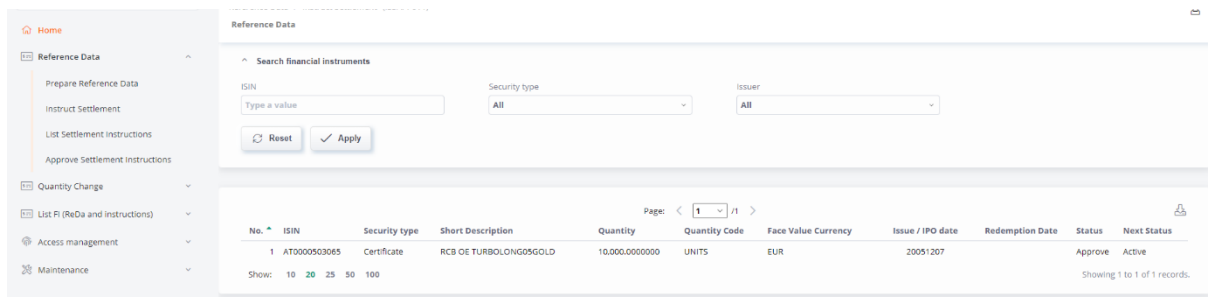 Reference Data
Home
Reference Data
Prepare Reference Data
Instruct Settlement
List Settlement Instructions
Approve Settlement Instructions
Quantity Change
List FI (ReDa and instructions)
Access management
Maintenance
Search financial instruments
ISIN Security type Issuer
Type a value All All
Reset Apply
Page: 1 /1
No. ISIN Security type Short Description Quantity Quantity Code Face Value Currency Issue / IPO date Redemption Date Status Next Status
1 AT0000503065 Certificate RCB OE TURBOLONG05GOLD 10,000.0000000 UNITS EUR 20051207 Approve Active
Show: 10 20 25 50 100 Showing 1 to 1 of 1 records.